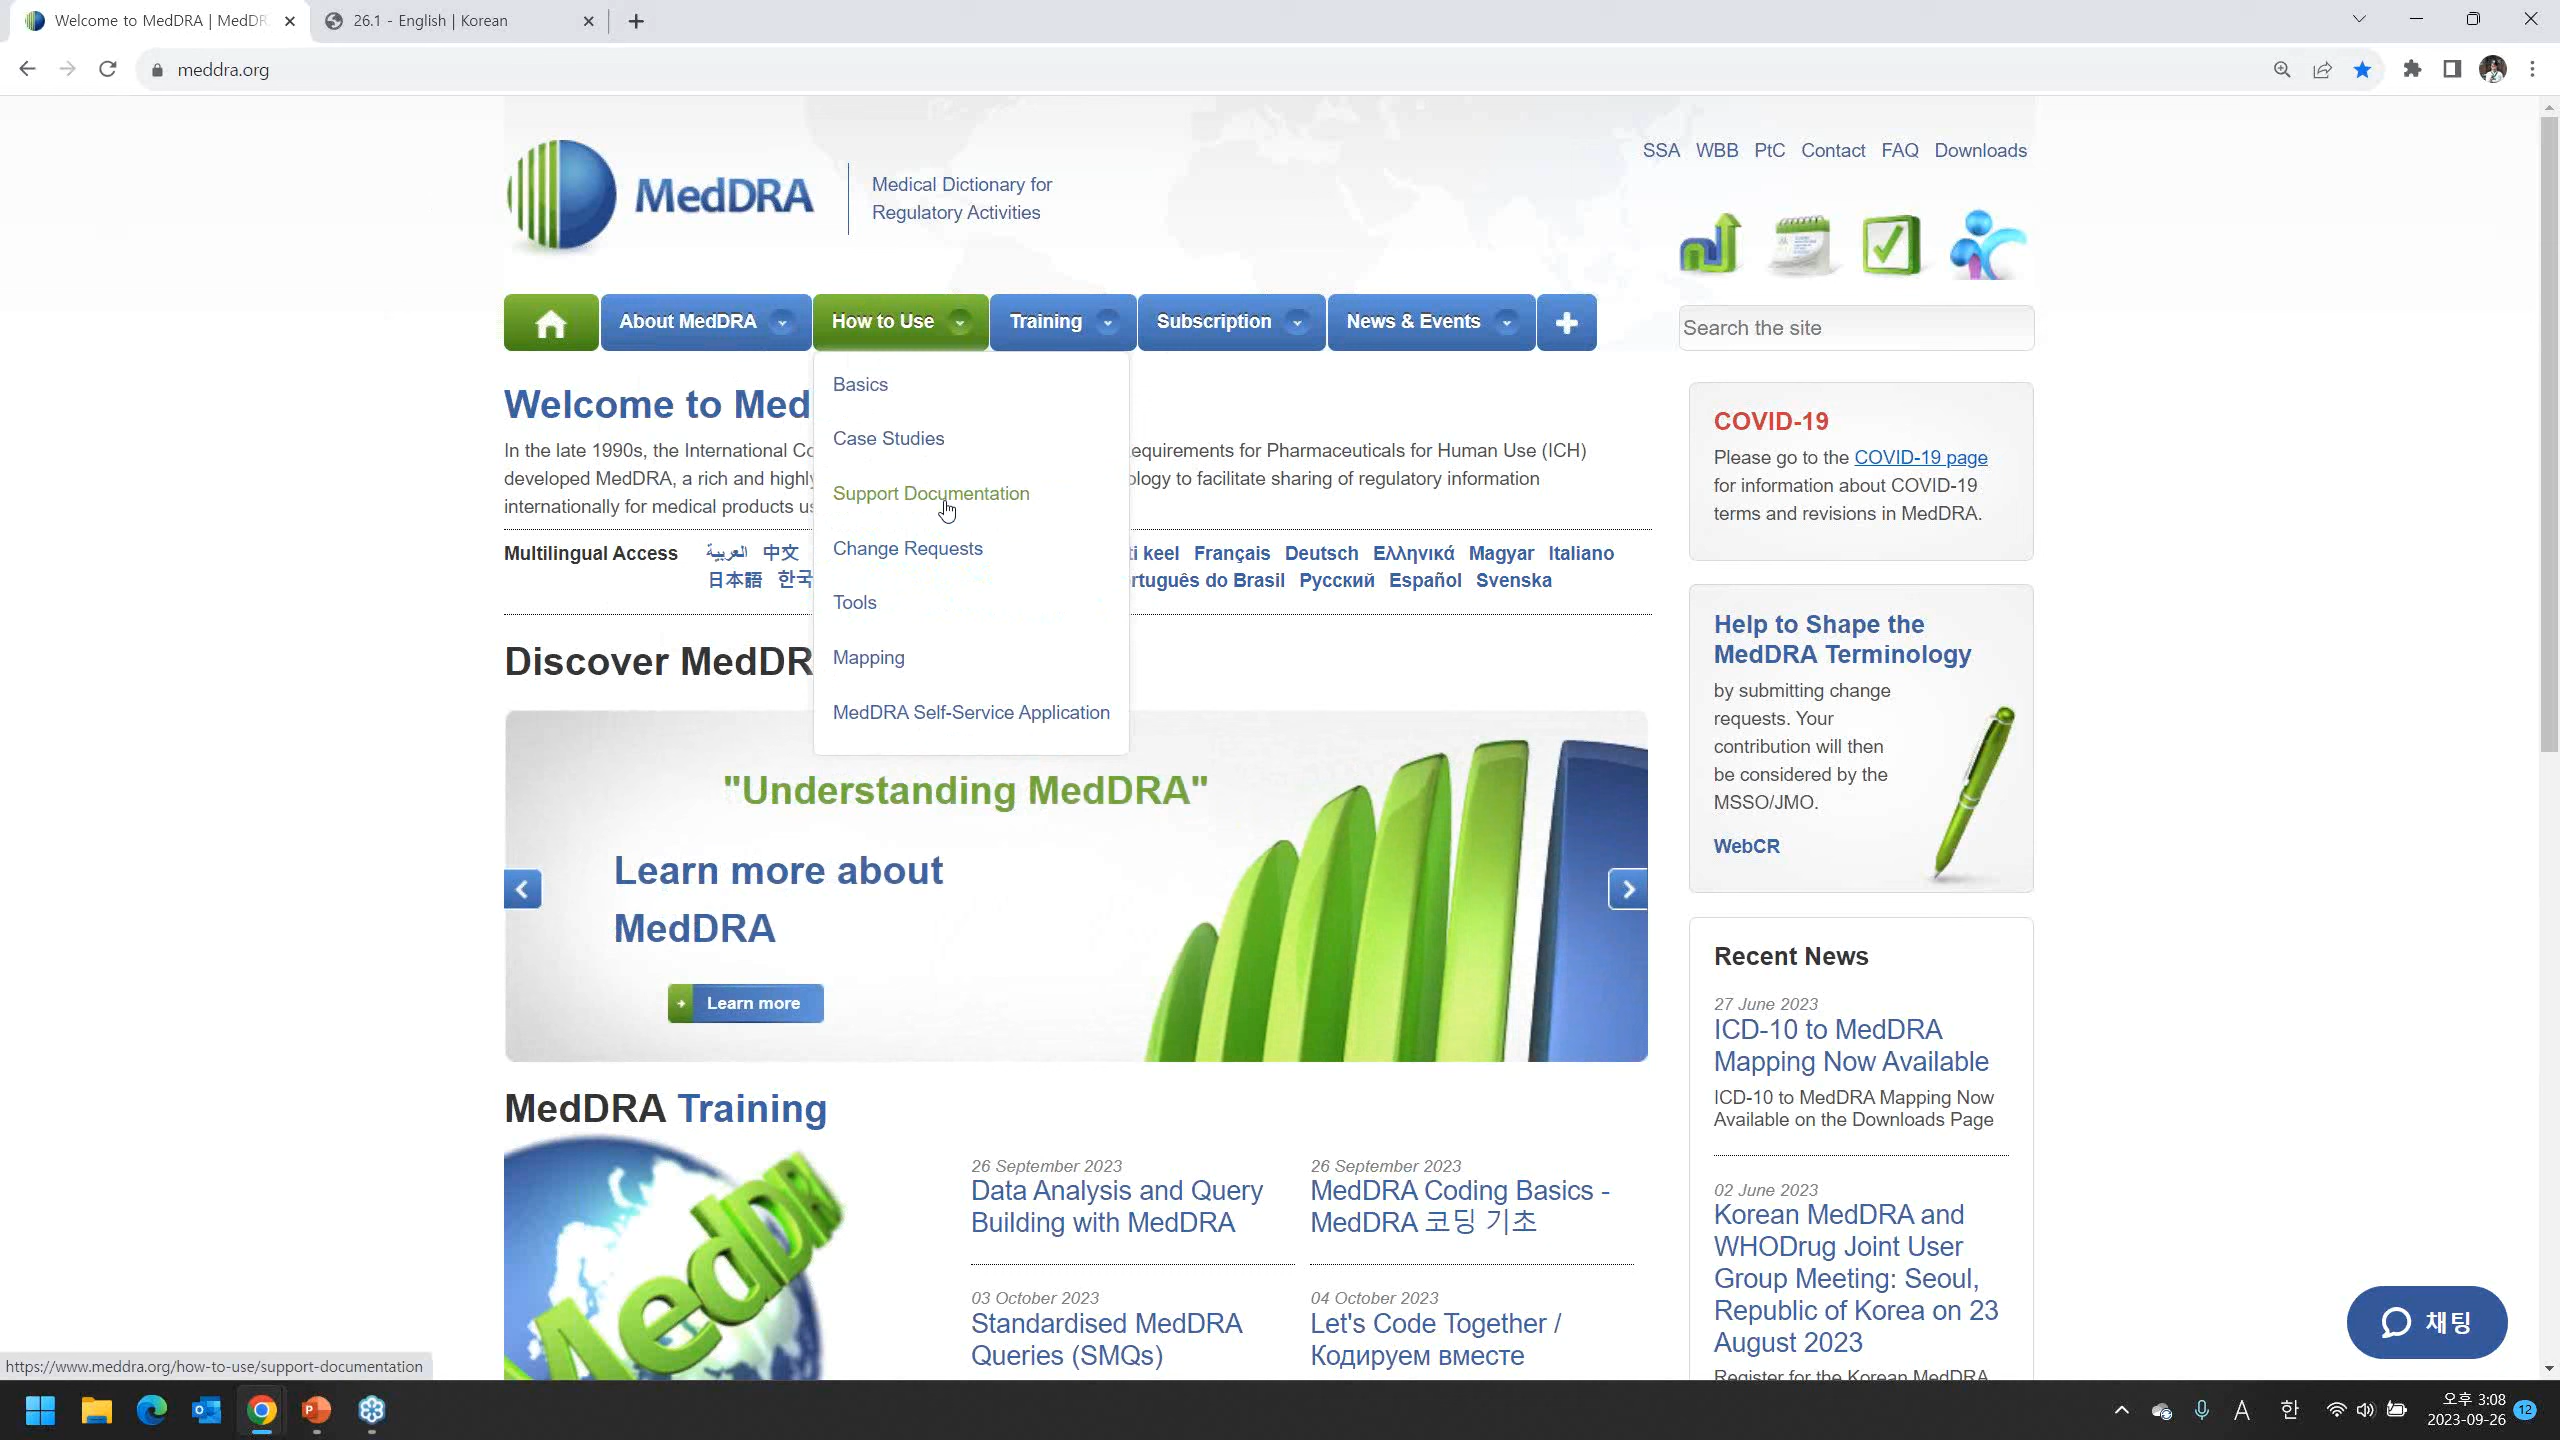 Welcome to MedDRA | MedDR
26.1 - English | Korean
meddra.org
SSA WBB PtC Contact FAQ Downloads
MedDRA
Medical Dictionary for
Regulatory Activities
About MedDRA
How to Use
Training
Subscription
News & Events
Search the site
Basics
Case Studies
Support Documentation
Change Requests
Tools
Mapping
MedDRA Self-Service Application
Welcome to Med
In the late 1990s, the International Co equirements for Pharmaceuticals for Human Use (ICH)
developed MedDRA, a rich and highly ology to facilitate sharing of regulatory information
internationally for medical products us
Multilingual Access العربية 中文 ti keel Français Deutsch Ελληνικά Magyar Italiano
日本語 한국 rtuguês do Brasil Русский Español Svenska
Discover MedDR
"Understanding MedDRA"
Learn more about
MedDRA
Learn more
MedDRA Training
MedDR
26 September 2023
Data Analysis and Query
Building with MedDRA
26 September 2023
MedDRA Coding Basics -
MedDRA 코딩 기초
03 October 2023
Standardised MedDRA
Queries (SMQs)
04 October 2023
Let's Code Together /
Кодируем вместе
COVID-19
Please go to the COVID-19 page
for information about COVID-19
terms and revisions in MedDRA.
Help to Shape the
MedDRA Terminology
by submitting change
requests. Your
contribution will then
be considered by the
MSSO/JMO.
WebCR
Recent News
27 June 2023
ICD-10 to MedDRA
Mapping Now Available
ICD-10 to MedDRA Mapping Now
Available on the Downloads Page
02 June 2023
Korean MedDRA and
WHODrug Joint User
Group Meeting: Seoul,
Republic of Korea on 23
August 2023
Register for the Korean MedDRA
채팅
https://www.meddra.org/how-to-use/support-documentation
A 한
오후 3:08
2023-09-26
12